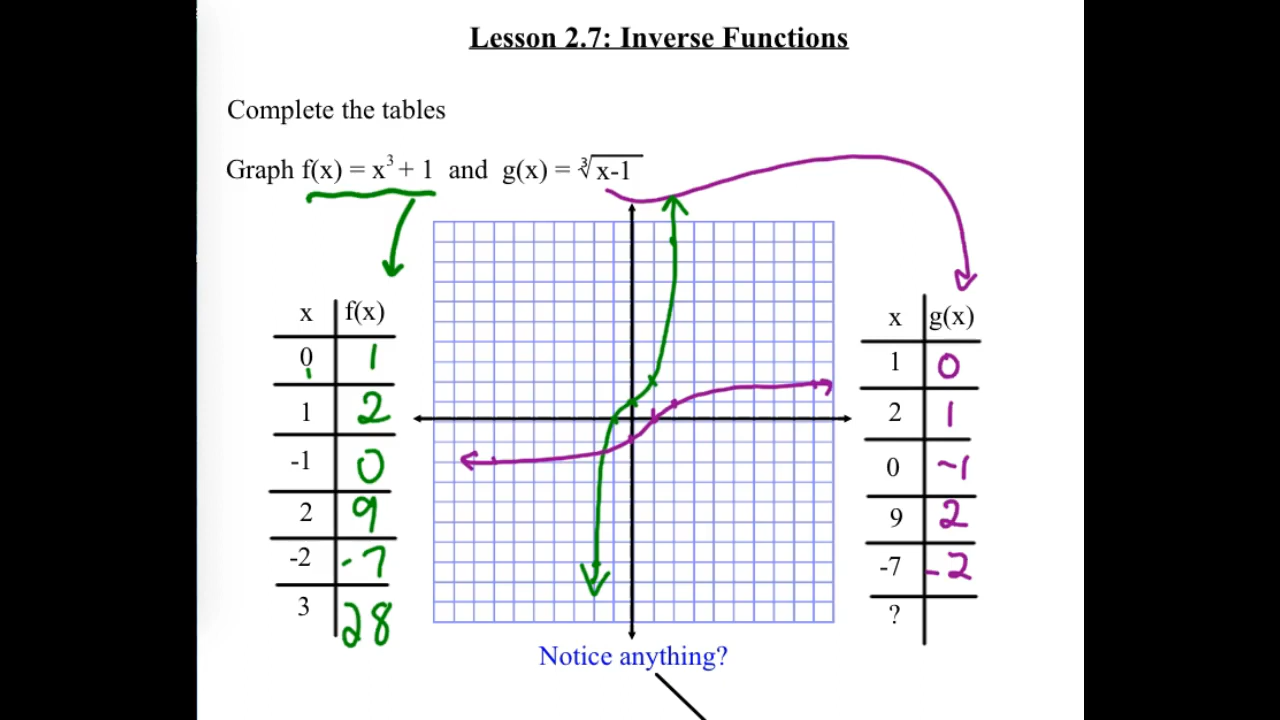 Lesson 2.7: Inverse Functions
Complete the tables
Graph f(x) = x³ + 1 and g(x) = ∛x-1
x f(x)
0 1
1 2
-1 0
2 9
-2 -7
3 28
x g(x)
1 0
2 1
0 -1
9 2
-7 -2
?
Notice anything?